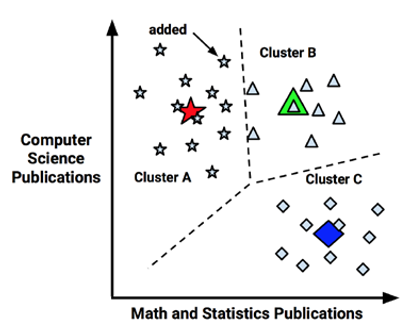 added
Cluster B
Computer
Science
Publications
Cluster A
Cluster C
Math and Statistics Publications